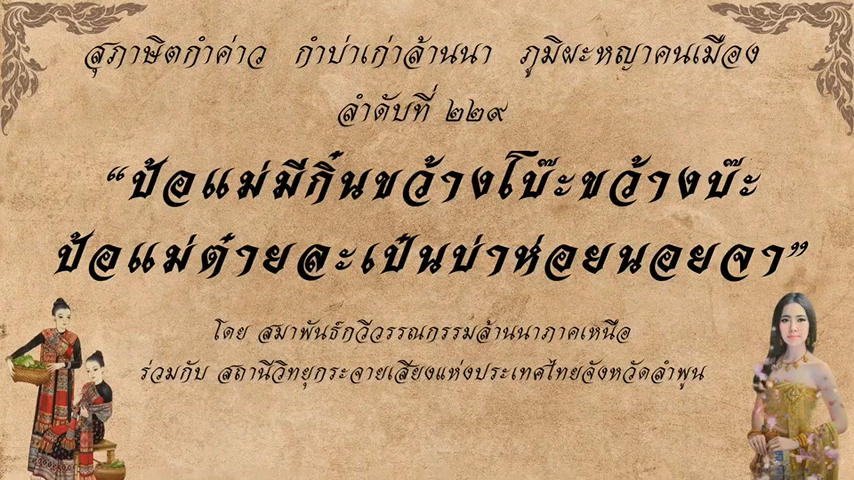 สุภาษิตกำค่าว กำบ่าเก่าล้านนา ภูมิผะหญาคนเมือง
ลำดับที่ ๒๒๙
“ป้อแม่มีกิ๋นขว้างโบ๊ะขว้างบ๊ะ
ป้อแม่ต๋ายละเป๋นบ่าห่อยนอยจา”
โดย สมาพันธ์กวีวรรณกรรมล้านนาภาคเหนือ
ร่วมกับ สถานีวิทยุกระจายเสียงแห่งประเทศไทยจังหวัดลำพูน